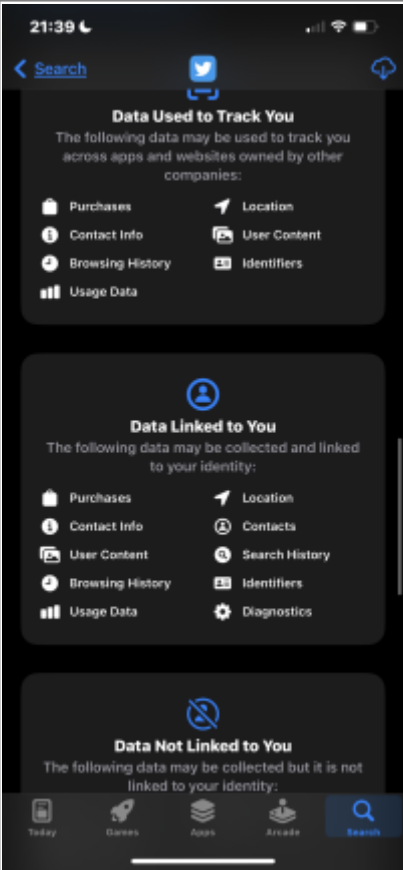 21:39
Search
Data Used to Track You
The following data may be used to track you
across apps and websites owned by other
companies:
Purchases
Location
Contact Info
User Content
Browsing History
Identifiers
Usage Data
Data Linked to You
The following data may be collected and linked
to your identity:
Purchases
Location
Contact Info
Contacts
User Content
Search History
Browsing History
Identifiers
Usage Data
Diagnostics
Data Not Linked to You
The following data may be collected but it is not
linked to your identity:
Today
Games
Apps
Arcade
Search